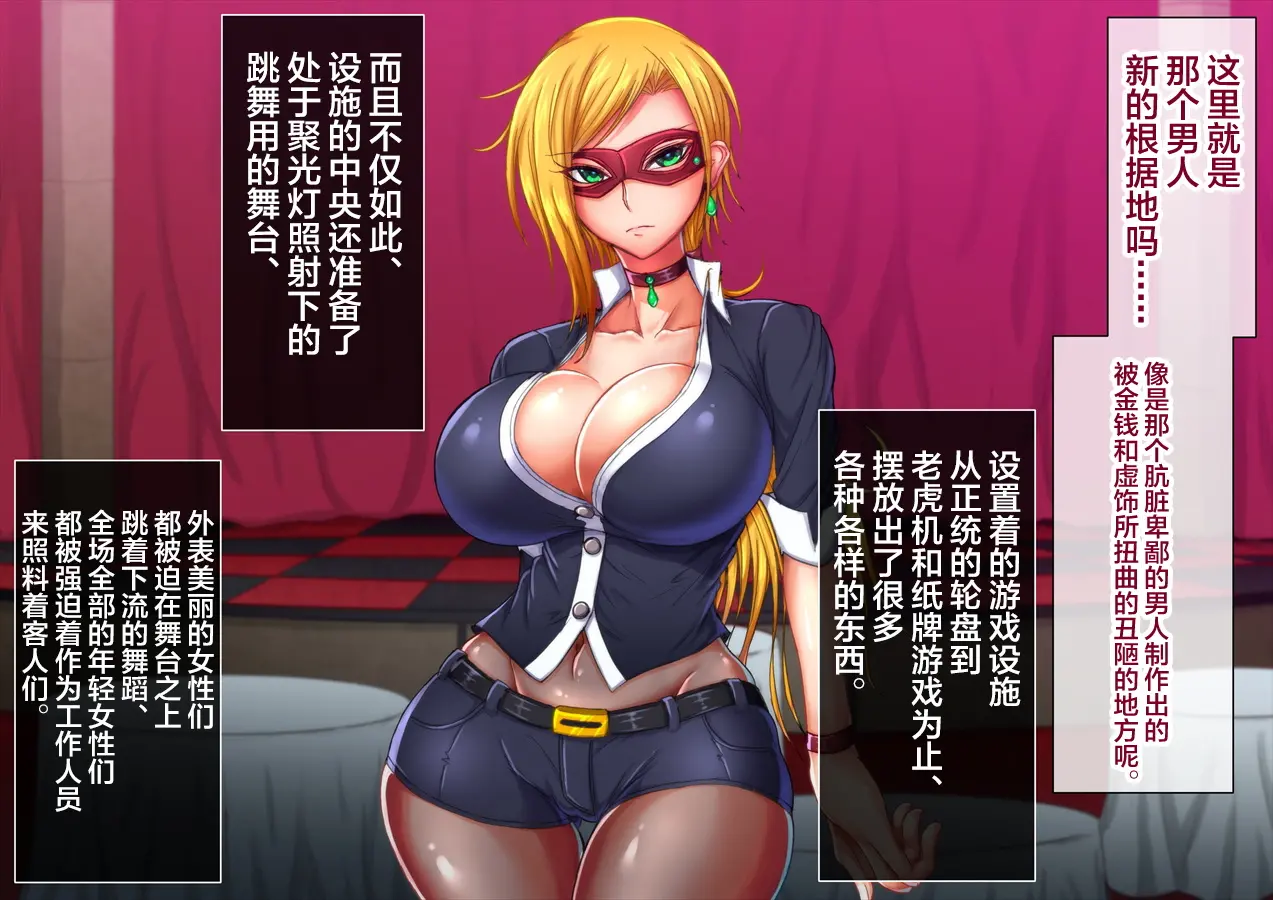 这里就是
那个男人
新的根据地吗……
像是那个肮脏卑鄙的男人制作出的
被金钱和虚饰所扭曲的丑陋的地方呢。
设置着的游戏设施
从正统的轮盘到
老虎机和纸牌游戏为止、
摆放出了很多
各种各样的东西。
而且不仅如此、
设施的中央还准备了
处于聚光灯照射下的
跳舞用的舞台、
外表美丽的女性们
都被迫在舞台之上
跳着下流的舞蹈、
全场全部的年轻女性们
都被强迫着作为工作人员
来照料着客人们。